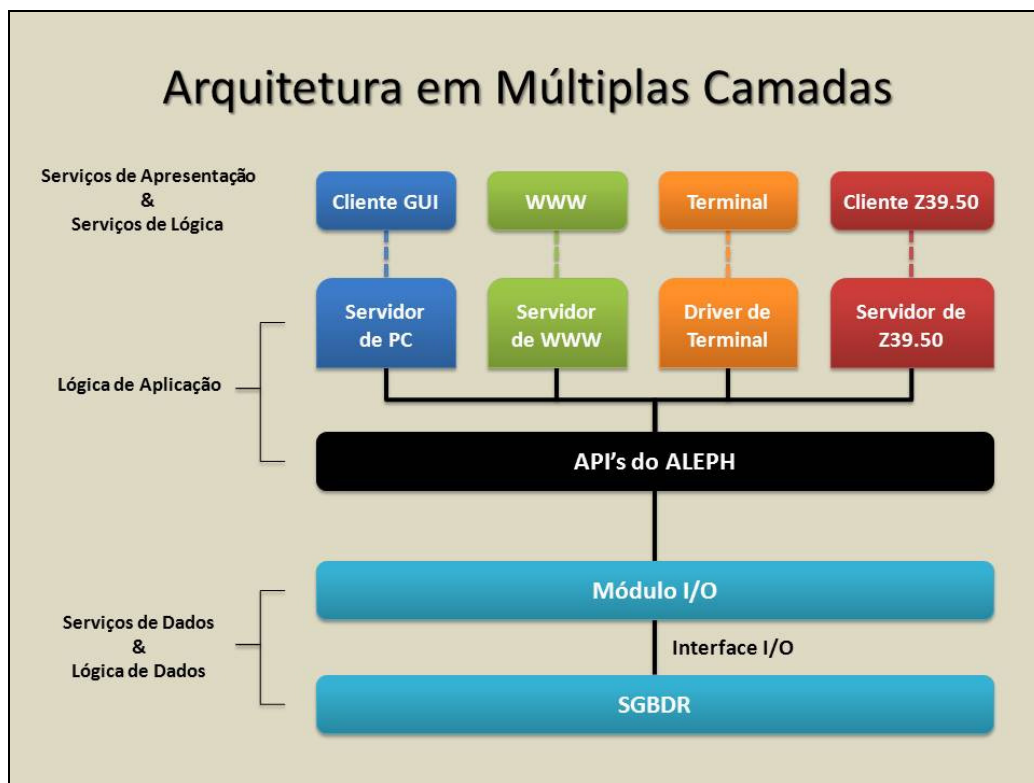 Arquitetura em Múltiplas Camadas
Serviços de Apresentação
&
Serviços de Lógica
Cliente GUI
WWW
Terminal
Cliente Z39.50
Servidor
de PC
Servidor
de WWW
Driver de
Terminal
Servidor de
Z39.50
Lógica de Aplicação
API's do ALEPH
Módulo I/O
Serviços de Dados
&
Lógica de Dados
Interface I/O
SGBDR